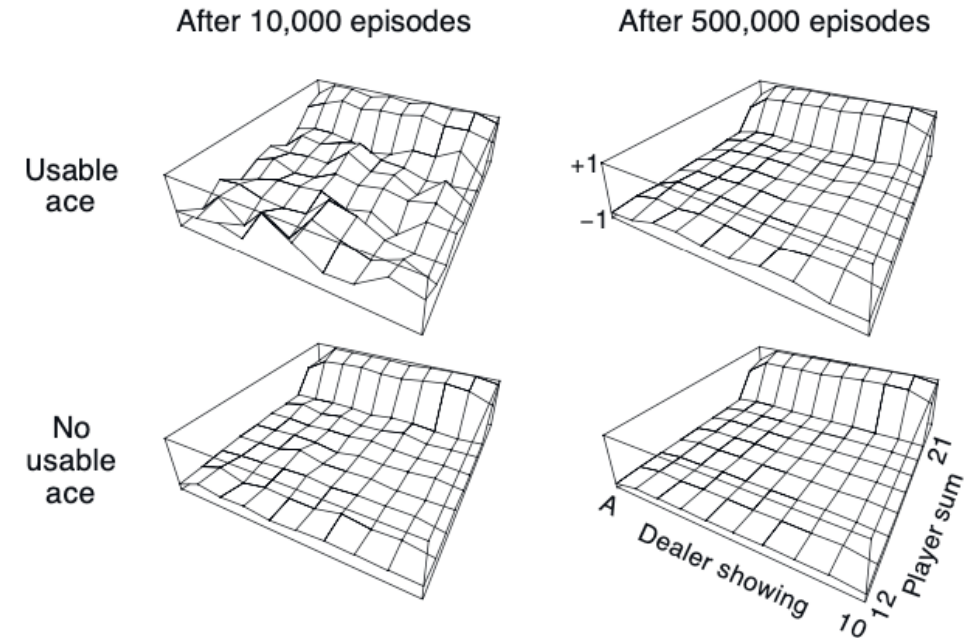 After 10,000 episodes
After 500,000 episodes
Usable
ace
+1
−1
No
usable
ace
A
Dealer showing
10
12
Player sum
21